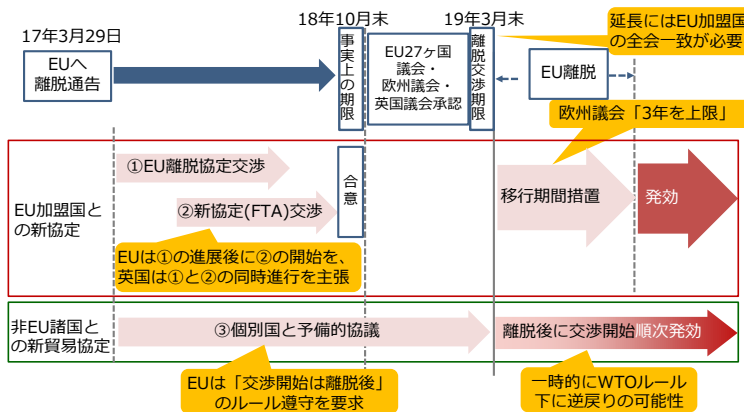 17年3月29日
18年10月末
19年3月末
延長にはEU加盟国
の全会一致が必要
EUへ
離脱通告
事実上の期限
EU27ヶ国
議会・
欧州議会・
英国議会承認
離脱交渉期限
EU離脱
欧州議会「3年を上限」
EU加盟国と
の新協定
①EU離脱協定交渉
②新協定(FTA)交渉
合意
移行期間措置
発効
EUは①の進展後に②の開始を、
英国は①と②の同時進行を主張
非EU諸国と
の新貿易協定
③個別国と予備的協議
離脱後に交渉開始順次発効
EUは「交渉開始は離脱後」
のルール遵守を要求
一時的にWTOルール
下に逆戻りの可能性